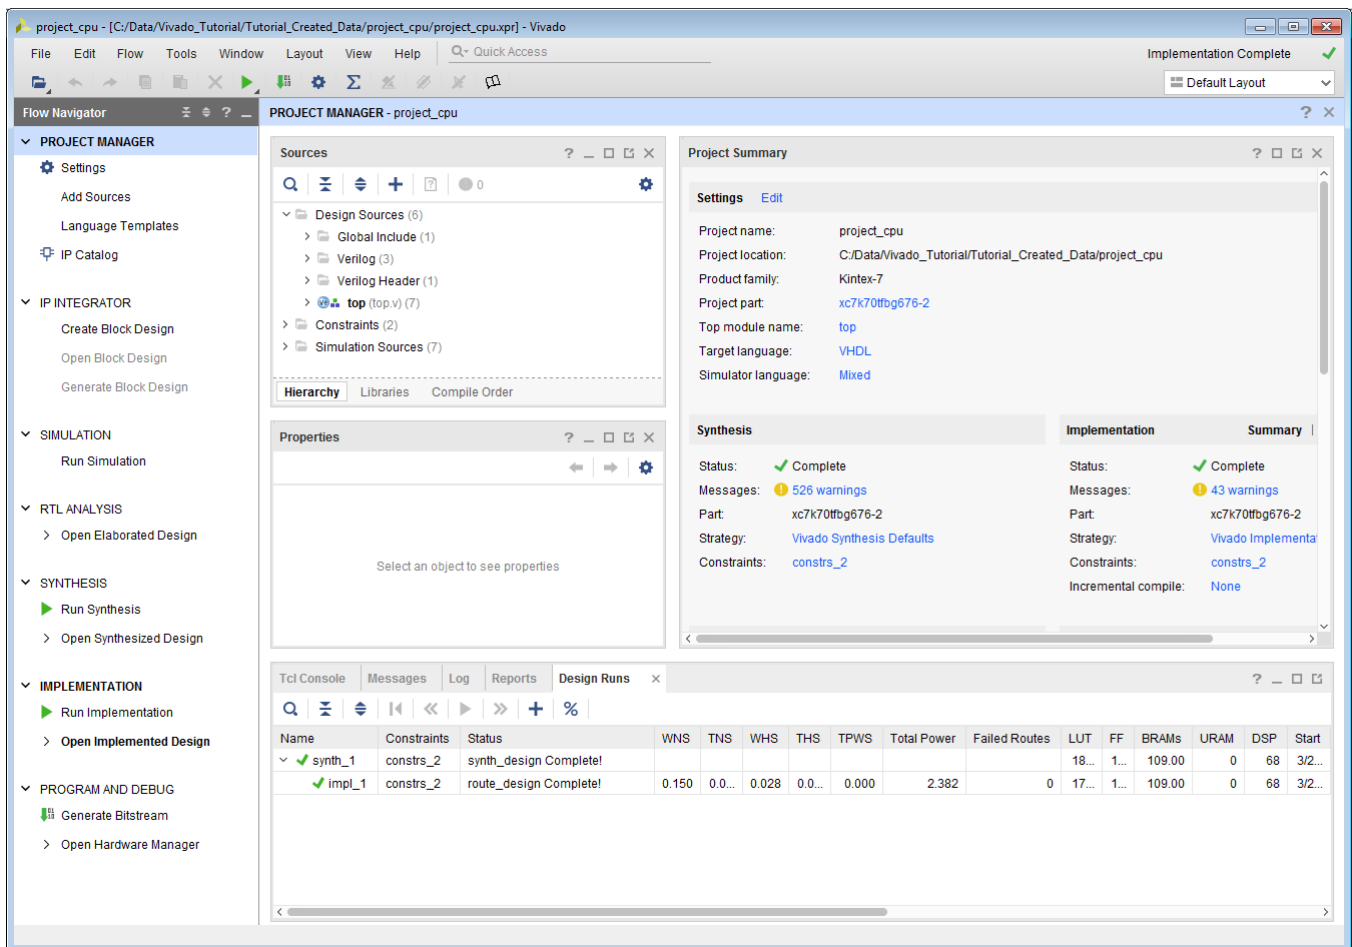 project_cpu - [C:/Data/Vivado_Tutorial/Tutorial_Created_Data/project_cpu/project_cpu.xpr] - Vivado
File Edit Flow Tools Window Layout View Help Quick Access Implementation Complete
Default Layout
Flow Navigator
PROJECT MANAGER
Settings
Add Sources
Language Templates
IP Catalog
IP INTEGRATOR
Create Block Design
Open Block Design
Generate Block Design
SIMULATION
Run Simulation
RTL ANALYSIS
Open Elaborated Design
SYNTHESIS
Run Synthesis
Open Synthesized Design
IMPLEMENTATION
Run Implementation
Open Implemented Design
PROGRAM AND DEBUG
Generate Bitstream
Open Hardware Manager
PROJECT MANAGER - project_cpu
Sources
0
Design Sources (6)
Global Include (1)
Verilog (3)
Verilog Header (1)
top (top.v) (7)
Constraints (2)
Simulation Sources (7)
Hierarchy Libraries Compile Order
Properties
Select an object to see properties
Project Summary
Settings Edit
Project name: project_cpu
Project location: C:/Data/Vivado_Tutorial/Tutorial_Created_Data/project_cpu
Product family: Kintex-7
Project part: xc7k70tfbg676-2
Top module name: top
Target language: VHDL
Simulator language: Mixed
Synthesis
Status: Complete
Messages: 526 warnings
Part: xc7k70tfbg676-2
Strategy: Vivado Synthesis Defaults
Constraints: constrs_2
Implementation Summary |
Status: Complete
Messages: 43 warnings
Part: xc7k70tfbg676-2
Strategy: Vivado Implementa
Constraints: constrs_2
Incremental compile: None
Tcl Console Messages Log Reports Design Runs
Name Constraints Status WNS TNS WHS THS TPWS Total Power Failed Routes LUT FF BRAMs URAM DSP Start
synth_1 constrs_2 synth_design Complete! 18... 1... 109.00 0 68 3/2...
impl_1 constrs_2 route_design Complete! 0.150 0.0... 0.028 0.0... 0.000 2.382 0 17... 1... 109.00 0 68 3/2...